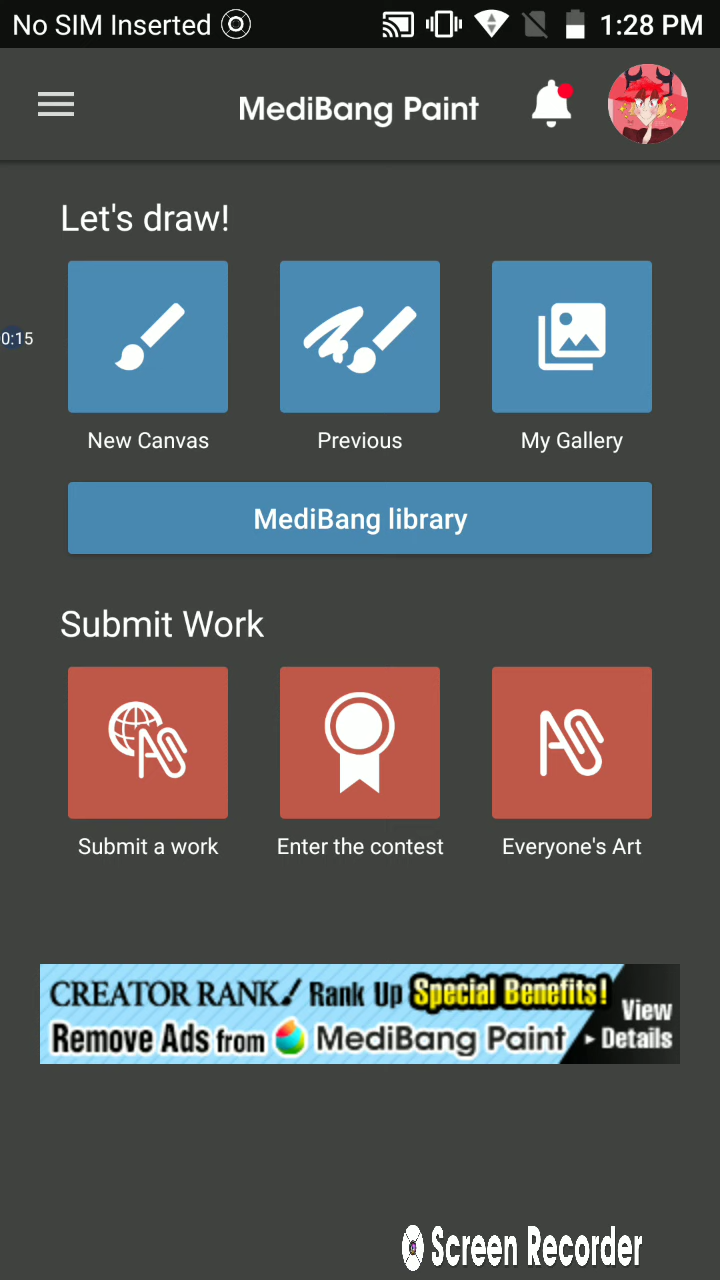 No SIM Inserted 1:28 PM
MediBang Paint
Let's draw!
0:15
New Canvas Previous My Gallery
MediBang library
Submit Work
Submit a work Enter the contest Everyone's Art
CREATOR RANK! Rank Up Special Benefits!
Remove Ads from MediBang Paint
View
▸ Details
Screen Recorder